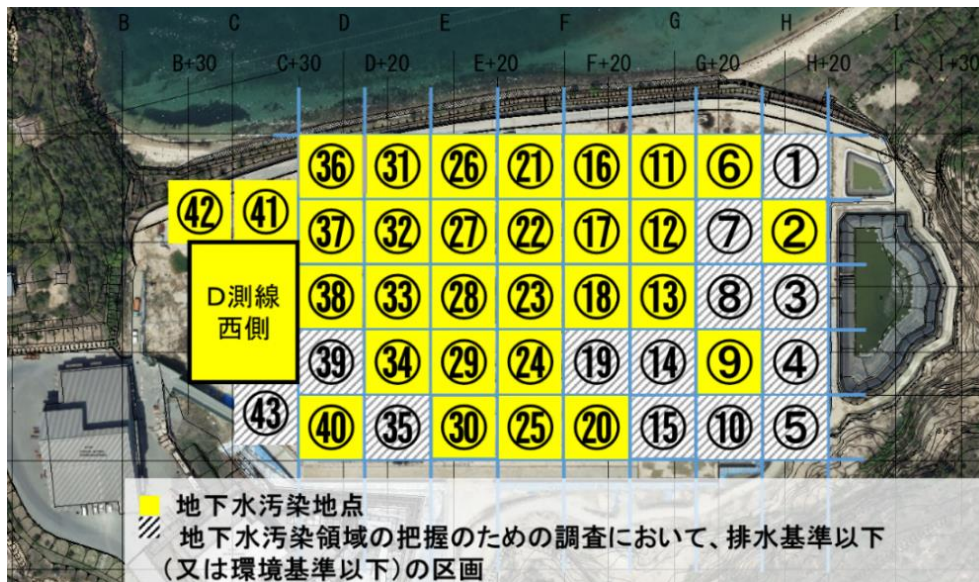 A B C D E F G H I
B+30 C+30 D+20 E+20 F+20 G+20 H+20 I+30
㊱ ㉛ ㉖ ㉑ ⑯ ⑪ ⑥ ①
㊷ ㊶ ㊲ ㉜ ㉗ ㉒ ⑰ ⑫ ⑦ ②
D測線
西側
㊳ ㉝ ㉘ ㉓ ⑱ ⑬ ⑧ ③
㊴ ㉞ ㉙ ㉔ ⑲ ⑭ ⑨ ④
㊸ ㊵ ㉟ ㉚ ㉕ ⑳ ⑮ ⑩ ⑤
地下水汚染地点
地下水汚染領域の把握のための調査において、排水基準以下
(又は環境基準以下)の区画